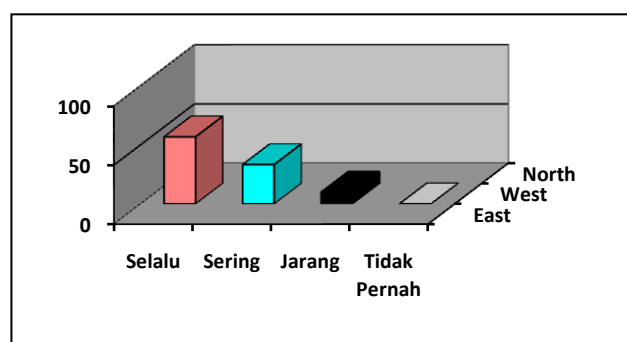 100
50
0
North
West
East
Selalu Sering Jarang Tidak
Pernah